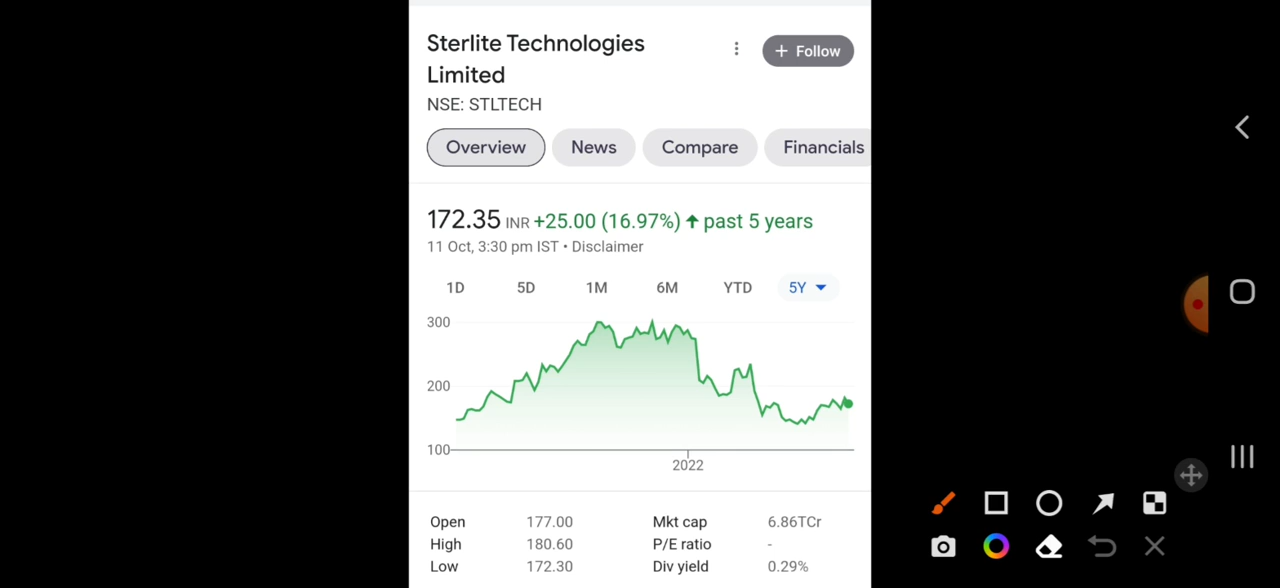 Sterlite Technologies
Limited
+ Follow
NSE: STLTECH
Overview News Compare Financials
172.35 INR +25.00 (16.97%) ↑ past 5 years
11 Oct, 3:30 pm IST • Disclaimer
1D 5D 1M 6M YTD 5Y
300
200
100
2022
Open 177.00 Mkt cap 6.86TCr
High 180.60 P/E ratio -
Low 172.30 Div yield 0.29%